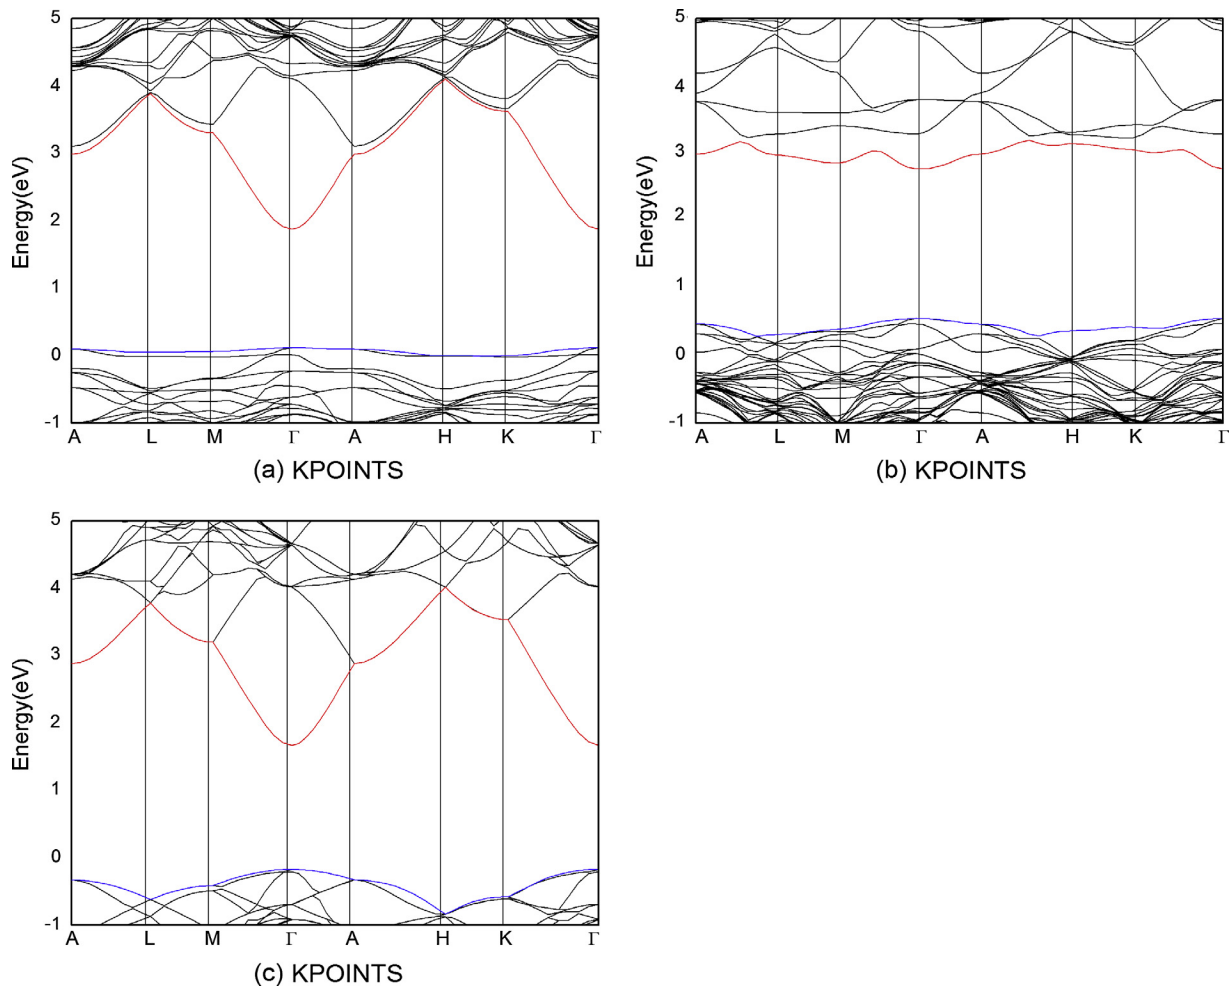 5
4
3
2
1
0
-1
Energy(eV)
A L M Γ A H K Γ
(a) KPOINTS
5
4
3
2
1
0
-1
Energy(eV)
A L M Γ A H K Γ
(b) KPOINTS
5
4
3
2
1
0
-1
Energy(eV)
A L M Γ A H K Γ
(c) KPOINTS